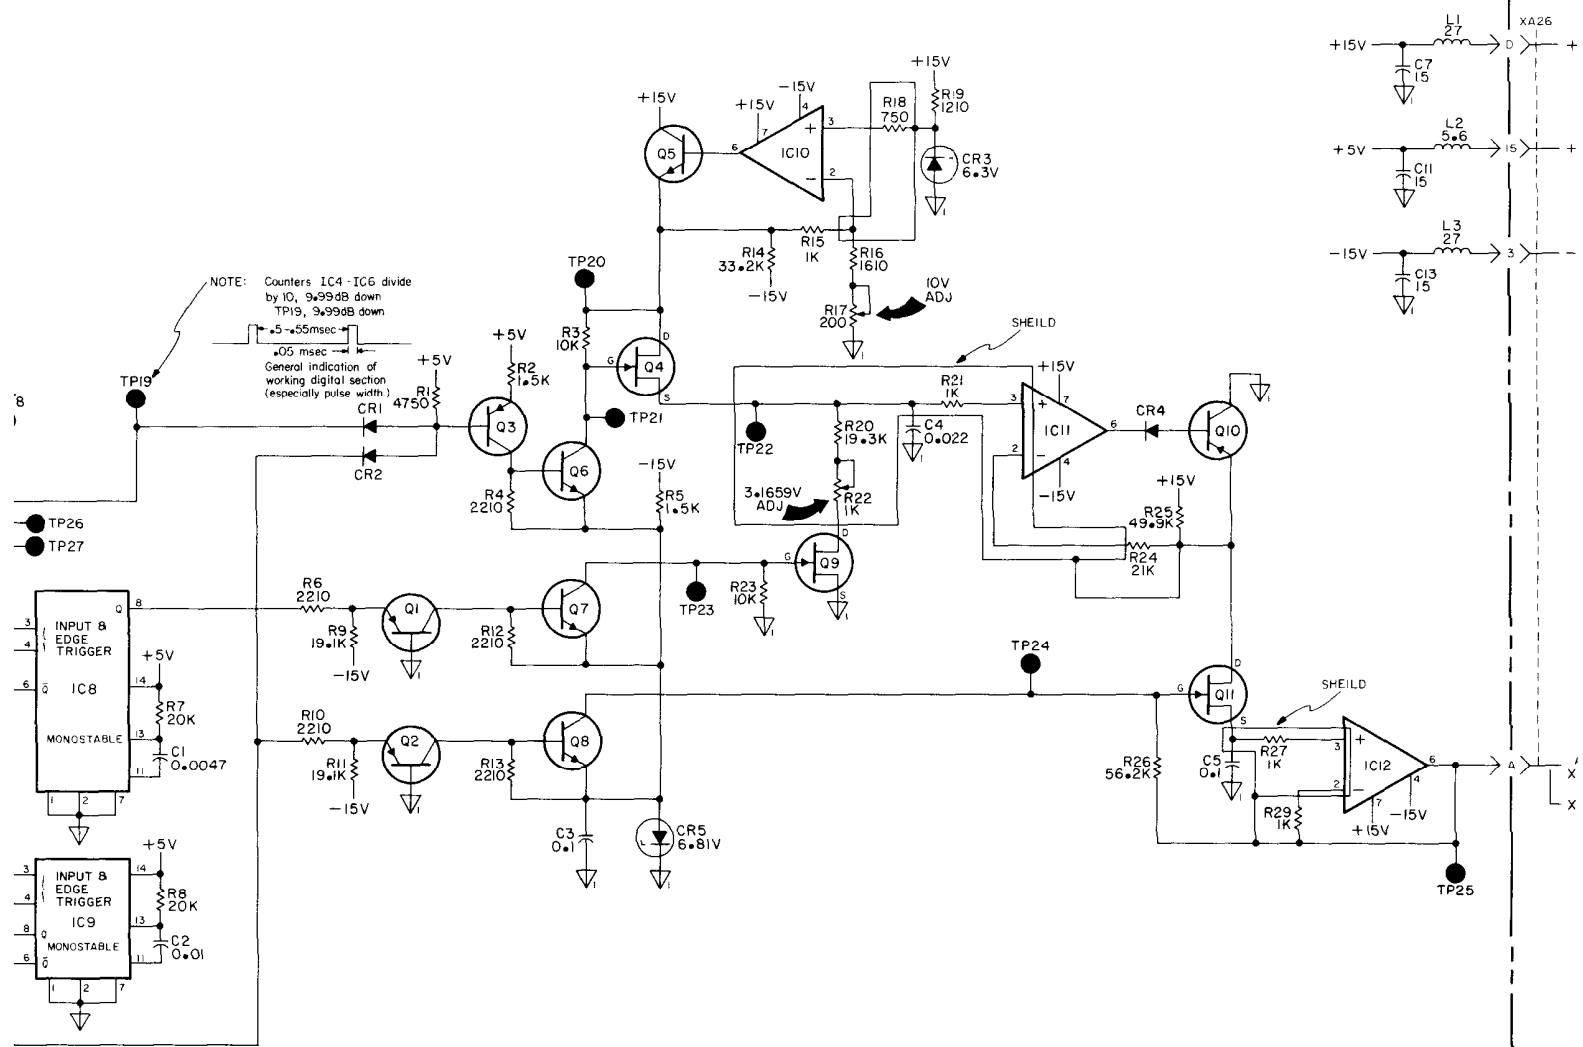 L1
27
XA26
+15V
D
+
C7
15
L2
5.6
+5V
15
+
C11
15
L3
27
-15V
3
-
C13
15
+15V
R19
1210
+15V
-15V
+15V
R18
750
4
7
3
+
Q5
6
IC10
-
2
CR3
6.3V
R14
33.2K
R15
1K
R16
1610
-15V
10V
ADJ
R17
200
TP20
NOTE: Counters IC4-IC6 divide
by 10, 9.99dB down
TP19, 9.99dB down
.5-.55msec
.05 msec
General indication of
working digital section
(especially pulse width)
TP19
+5V
R1
4750
CR1
CR2
+5V
R2
1.5K
Q3
R3
10K
D
G
Q4
S
TP21
Q6
R4
2210
-15V
R5
1.5K
SHEILD
TP22
R20
19.3K
C4
0.022
R21
1K
+15V
3
+
7
IC11
6
2
-
4
-15V
CR4
Q10
3.1659V
ADJ
R22
1K
+15V
R25
49.9K
R24
21K
D
G
Q9
S
8
TP26
TP27
R6
2210
Q1
Q7
R9
19.1K
-15V
R12
2210
TP23
R23
10K
3
4
6
INPUT &
EDGE
TRIGGER
Q
8
Q̄
IC8
MONOSTABLE
14
13
11
1
2
7
+5V
R7
20K
C1
0.0047
R10
2210
Q2
Q8
R11
19.1K
-15V
R13
2210
C3
0.1
CR5
6.81V
TP24
D
G
Q11
S
SHEILD
R26
56.2K
C5
0.1
R27
1K
3
+
IC12
6
2
-
4
7
-15V
+15V
R29
1K
A
X
X
TP25
3
4
8
6
INPUT &
EDGE
TRIGGER
IC9
Q
MONOSTABLE
Q̄
14
13
11
1
2
7
+5V
R8
20K
C2
0.01